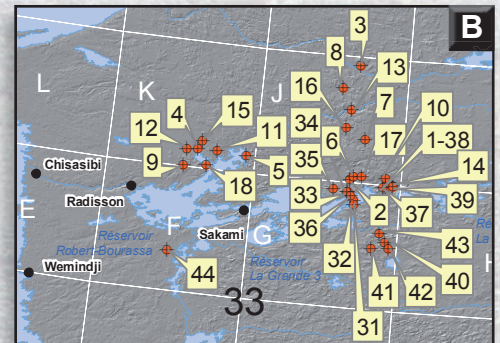 B
3
L
8
13
K
J
16
15
4
7
10
12
34
6
17
1-38
11
35
14
Chisasibi
9
5
18
Radisson
33
2
37
39
E
F
Sakami
G
36
43
Réservoir
Robert-Bourassa
Ré
La
32
40
Wemindji
44
Réservoir
La Grande 3
H
41
42
33
31